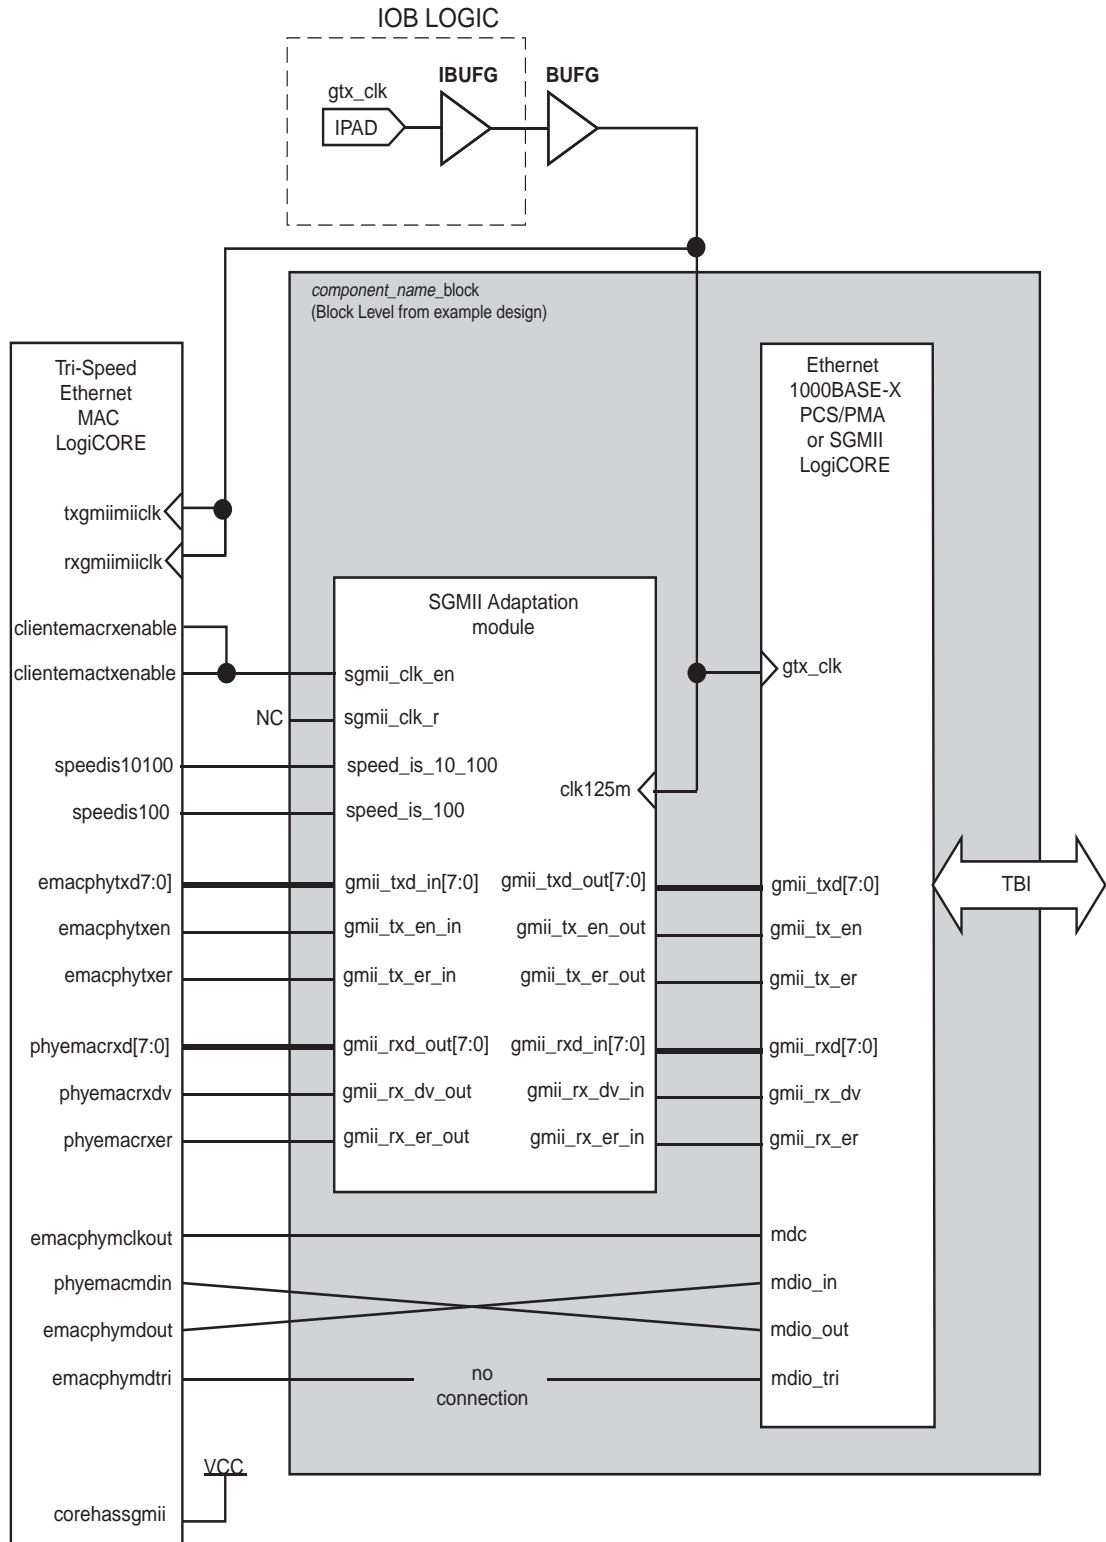 IOB LOGIC
IBUFG
BUFG
gtx_clk
IPAD
component_name_block
(Block Level from example design)
Tri-Speed
Ethernet
MAC
LogiCORE
Ethernet
1000BASE-X
PCS/PMA
or SGMII
LogiCORE
txgmiimiiclk
rxgmiimiiclk
SGMII Adaptation
module
clientemacrxenable
clientemactxenable
sgmii_clk_en
gtx_clk
NC
sgmii_clk_r
speedis10100
speed_is_10_100
clk125m
speedis100
speed_is_100
emacphytxd7:0]
gmii_txd_in[7:0]
gmii_txd_out[7:0]
gmii_txd[7:0]
TBI
emacphytxen
gmii_tx_en_in
gmii_tx_en_out
gmii_tx_en
emacphytxer
gmii_tx_er_in
gmii_tx_er_out
gmii_tx_er
phyemacrxd[7:0]
gmii_rxd_out[7:0]
gmii_rxd_in[7:0]
gmii_rxd[7:0]
phyemacrxdv
gmii_rx_dv_out
gmii_rx_dv_in
gmii_rx_dv
phyemacrxer
gmii_rx_er_out
gmii_rx_er_in
gmii_rx_er
emacphymclkout
mdc
phyemacmdin
mdio_in
emacphymdout
mdio_out
emacphymdtri
no
connection
mdio_tri
VCC
corehassgmii